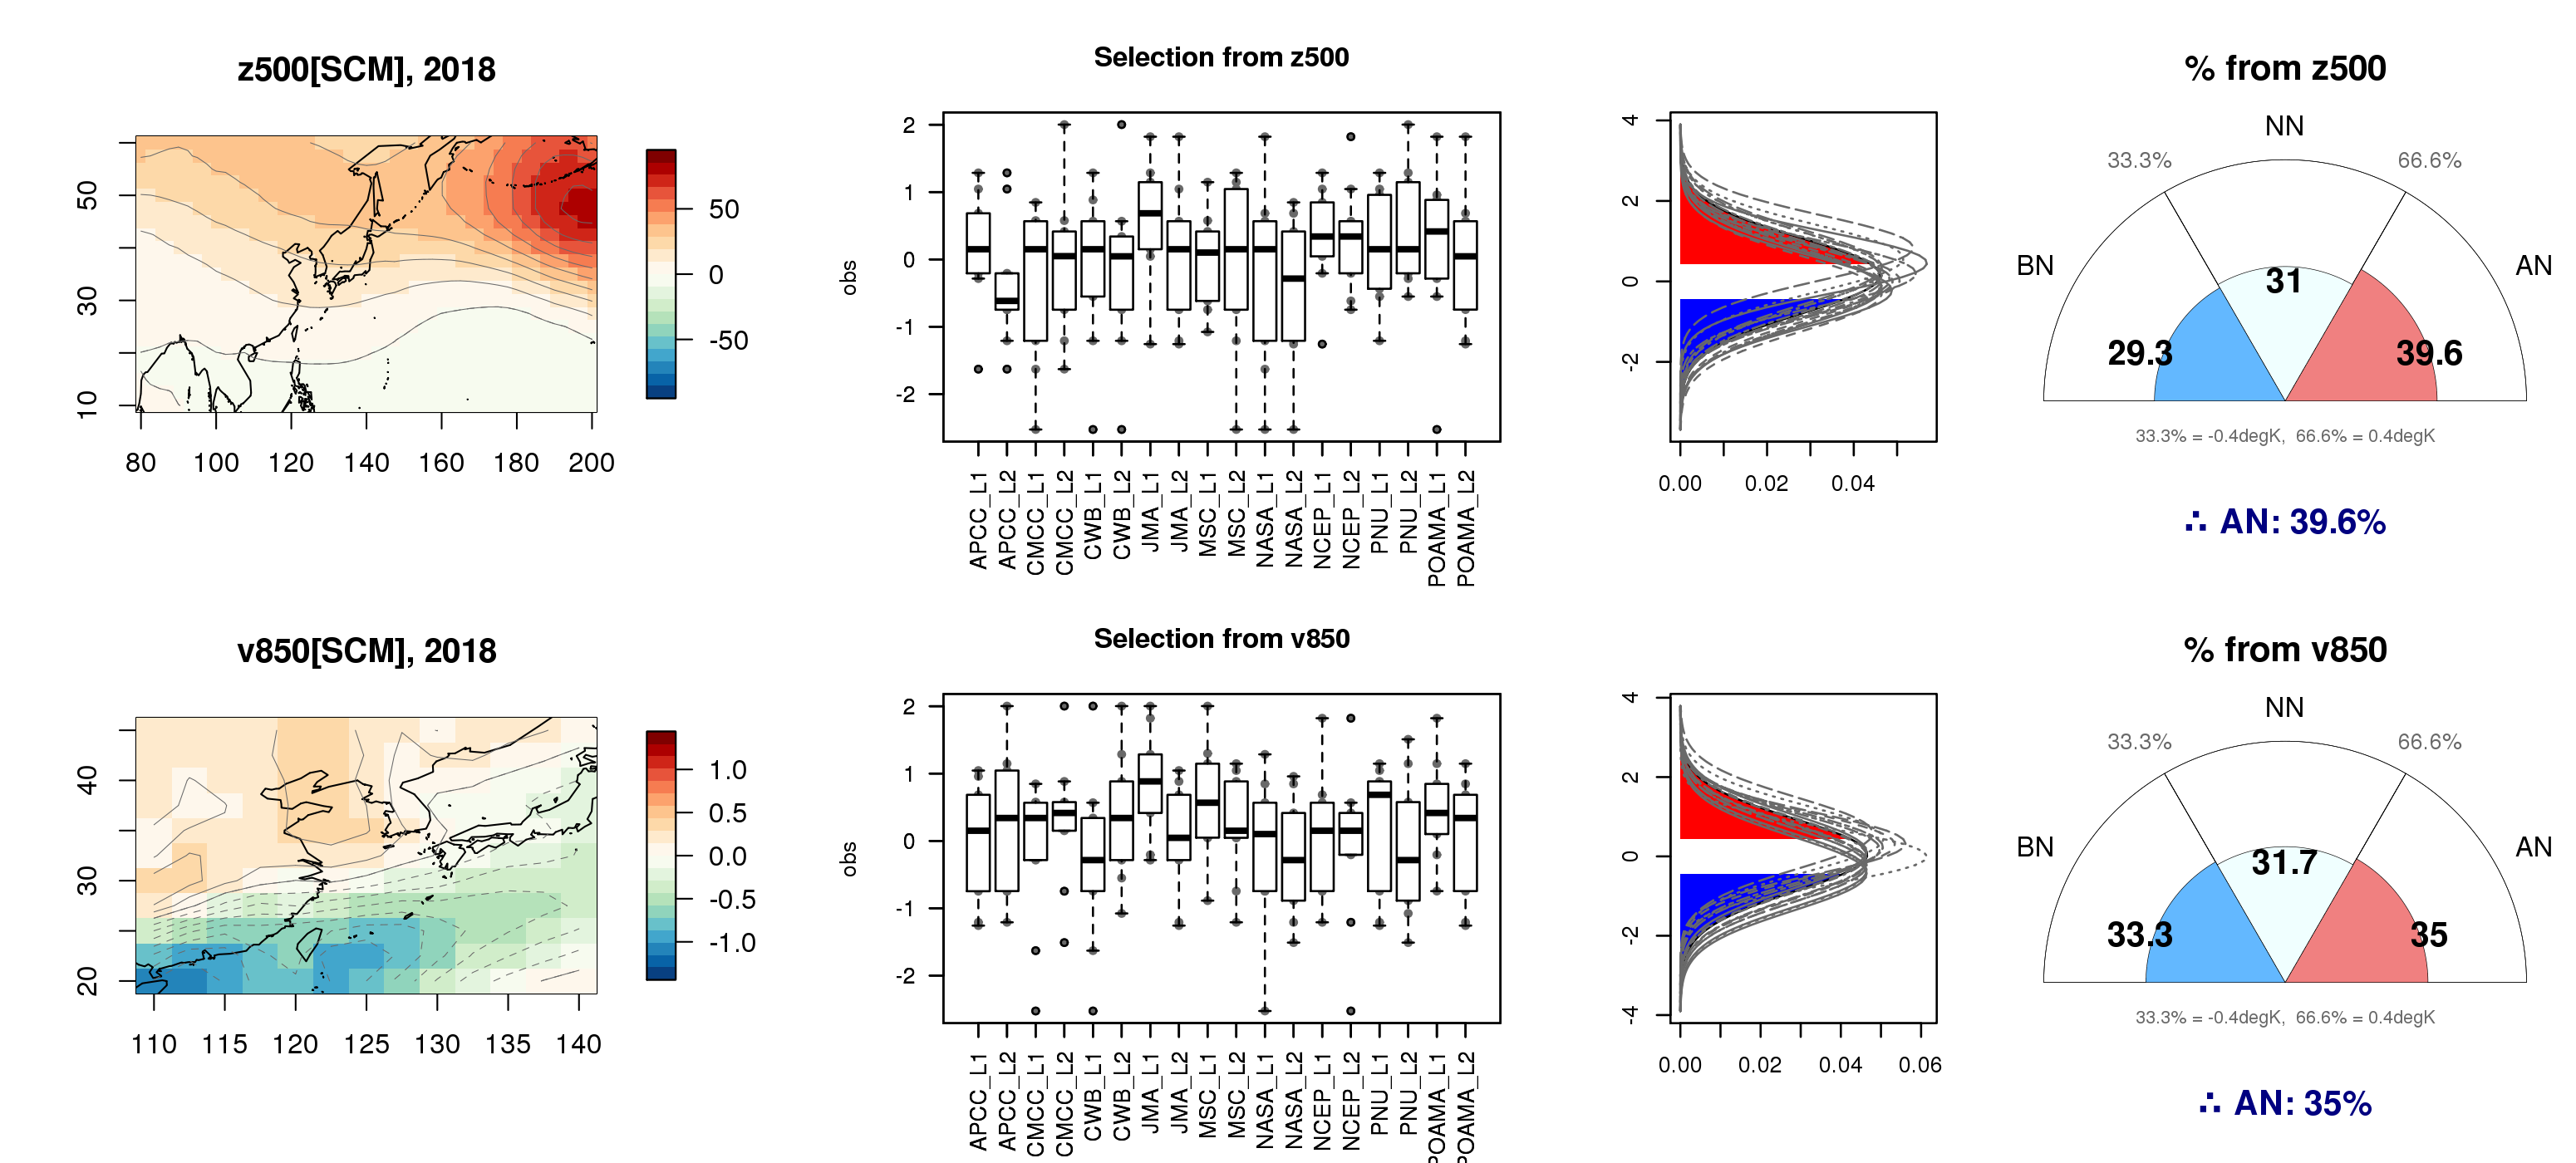 z500[SCM], 2018
50
30
10
80 100 120 140 160 180 200
50
0
-50
Selection from z500
obs
2
1
0
-1
-2
APCC_L1
APCC_L2
CMCC_L1
CMCC_L2
CWB_L1
CWB_L2
JMA_L1
JMA_L2
MSC_L1
MSC_L2
NASA_L1
NASA_L2
NCEP_L1
NCEP_L2
PNU_L1
PNU_L2
POAMA_L1
POAMA_L2
4
2
0
-2
0.00 0.02 0.04
% from z500
NN
33.3% 66.6%
BN AN
31
29.3 39.6
33.3% = -0.4degK, 66.6% = 0.4degK
∴ AN: 39.6%
v850[SCM], 2018
40
30
20
110 115 120 125 130 135 140
1.0
0.5
0.0
-0.5
-1.0
Selection from v850
obs
2
1
0
-1
-2
APCC_L1
APCC_L2
CMCC_L1
CMCC_L2
CWB_L1
CWB_L2
JMA_L1
JMA_L2
MSC_L1
MSC_L2
NASA_L1
NASA_L2
NCEP_L1
NCEP_L2
PNU_L1
PNU_L2
POAMA_L1
POAMA_L2
4
2
0
-2
-4
0.00 0.02 0.04 0.06
% from v850
NN
33.3% 66.6%
BN AN
31.7
33.3 35
33.3% = -0.4degK, 66.6% = 0.4degK
∴ AN: 35%